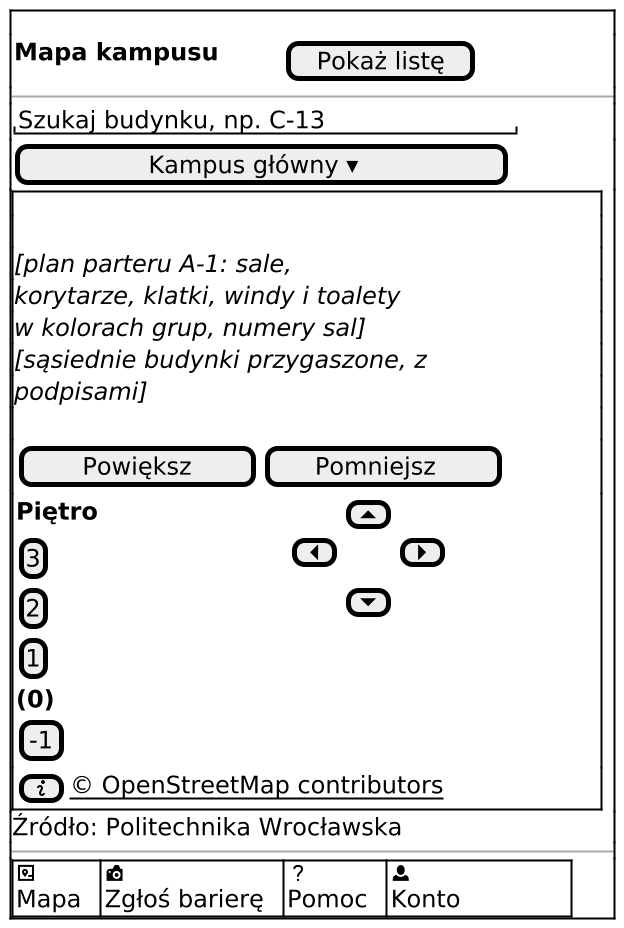 Mapa kampusu
Pokaż listę
Szukaj budynku, np. C-13
Kampus główny ▾
[plan parteru A-1: sale,
korytarze, klatki, windy i toalety
w kolorach grup, numery sal]
[sąsiednie budynki przygaszone, z
podpisami]
Powiększ
Pomniejsz
Piętro
3
2
1
(0)
-1
i © OpenStreetMap contributors
Źródło: Politechnika Wrocławska
?
Mapa
Zgłoś barierę
Pomoc
Konto